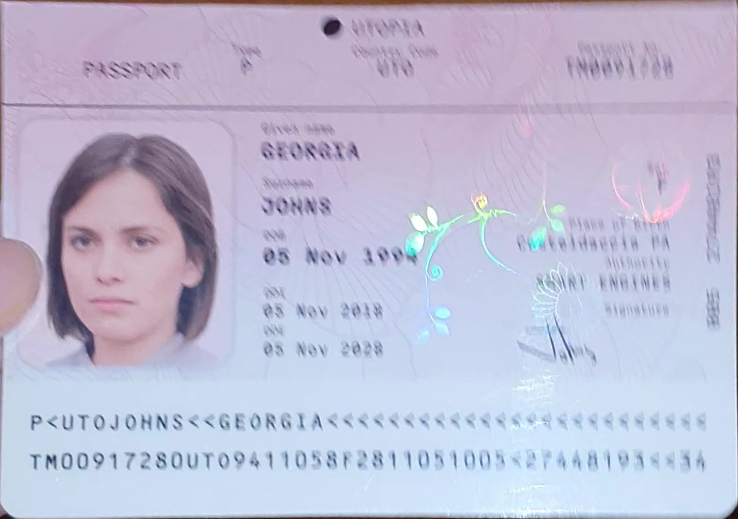 UTOPIA
Type
Country Code
Passport No
PASSPORT
P
UTO
TM0091728
Given name
GEORGIA
Surname
JOHNS
DOB
05 Nov 1994
DOI
05 Nov 2018
DOE
05 Nov 2028
Sex
F
Place of Birth
Casteldaccia PA
Authority
SMART ENGINES
Signature
P<UTOJOHNS<<GEORGIA<<<<<<<<<<<<<<<<<<<<<<<<<
TM00917280UTO9411058F2811051005<27448193<<34